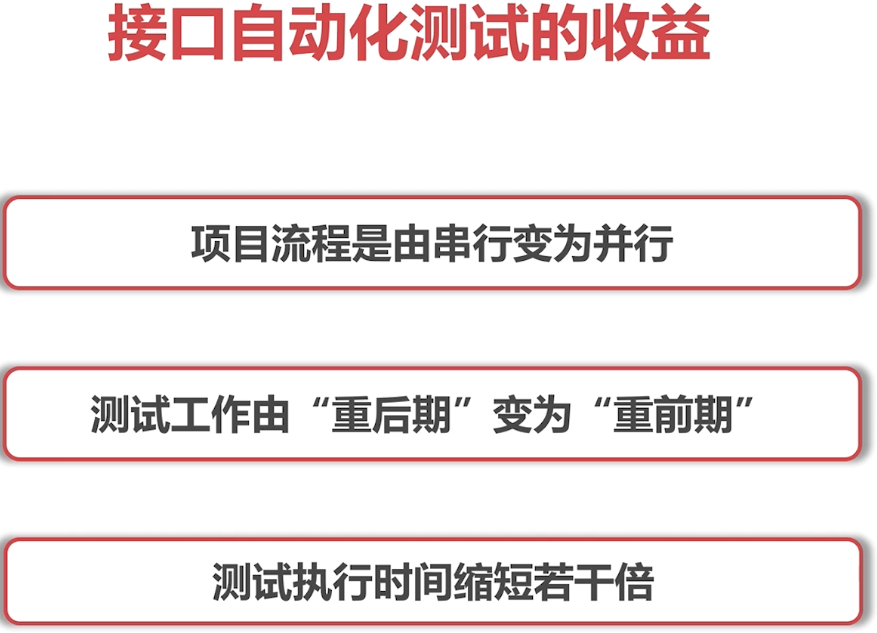 接口自动化测试的收益
项目流程是由串行变为并行
测试工作由“重后期”变为“重前期”
测试执行时间缩短若干倍